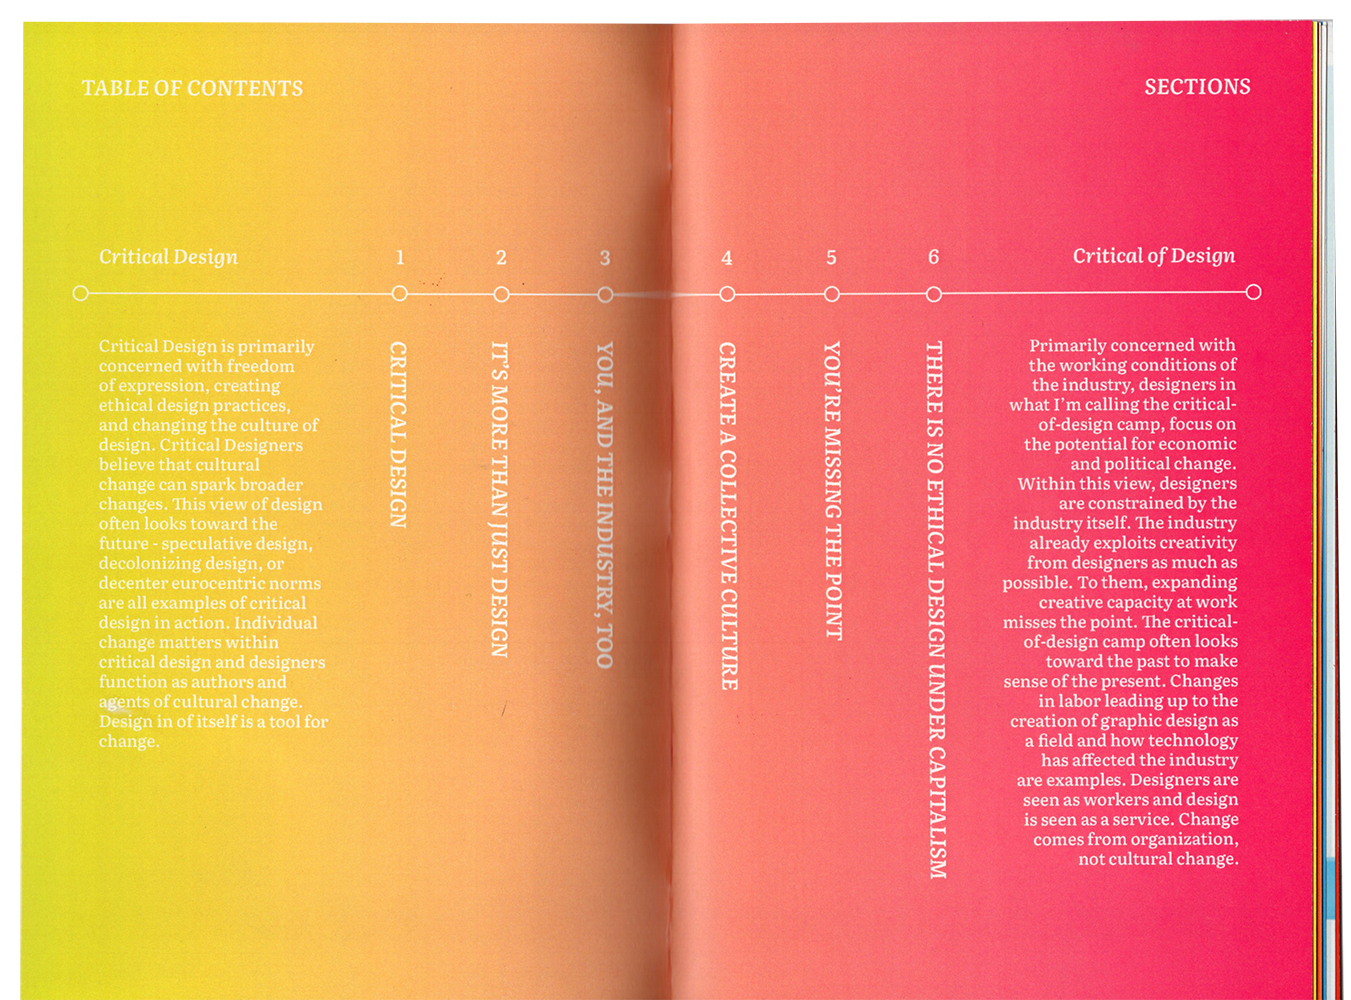 TABLE OF CONTENTS
SECTIONS
Critical Design
1
2
3
4
5
6
Critical of Design
Critical Design is primarily
concerned with freedom
of expression, creating
ethical design practices,
and changing the culture of
design. Critical Designers
believe that cultural
change can spark broader
changes. This view of design
often looks toward the
future - speculative design,
decolonizing design, or
decenter eurocentric norms
are all examples of critical
design in action. Individual
change matters within
critical design and designers
function as authors and
agents of cultural change.
Design in of itself is a tool for
change.
CRITICAL DESIGN
IT'S MORE THAN JUST DESIGN
YOU, AND THE INDUSTRY, TOO
CREATE A COLLECTIVE CULTURE
YOU'RE MISSING THE POINT
THERE IS NO ETHICAL DESIGN UNDER CAPITALISM
Primarily concerned with
the working conditions of
the industry, designers in
what I'm calling the critical-
of-design camp, focus on
the potential for economic
and political change.
Within this view, designers
are constrained by the
industry itself. The industry
already exploits creativity
from designers as much as
possible. To them, expanding
creative capacity at work
misses the point. The critical-
of-design camp often looks
toward the past to make
sense of the present. Changes
in labor leading up to the
creation of graphic design as
a field and how technology
has affected the industry
are examples. Designers are
seen as workers and design
is seen as a service. Change
comes from organization,
not cultural change.